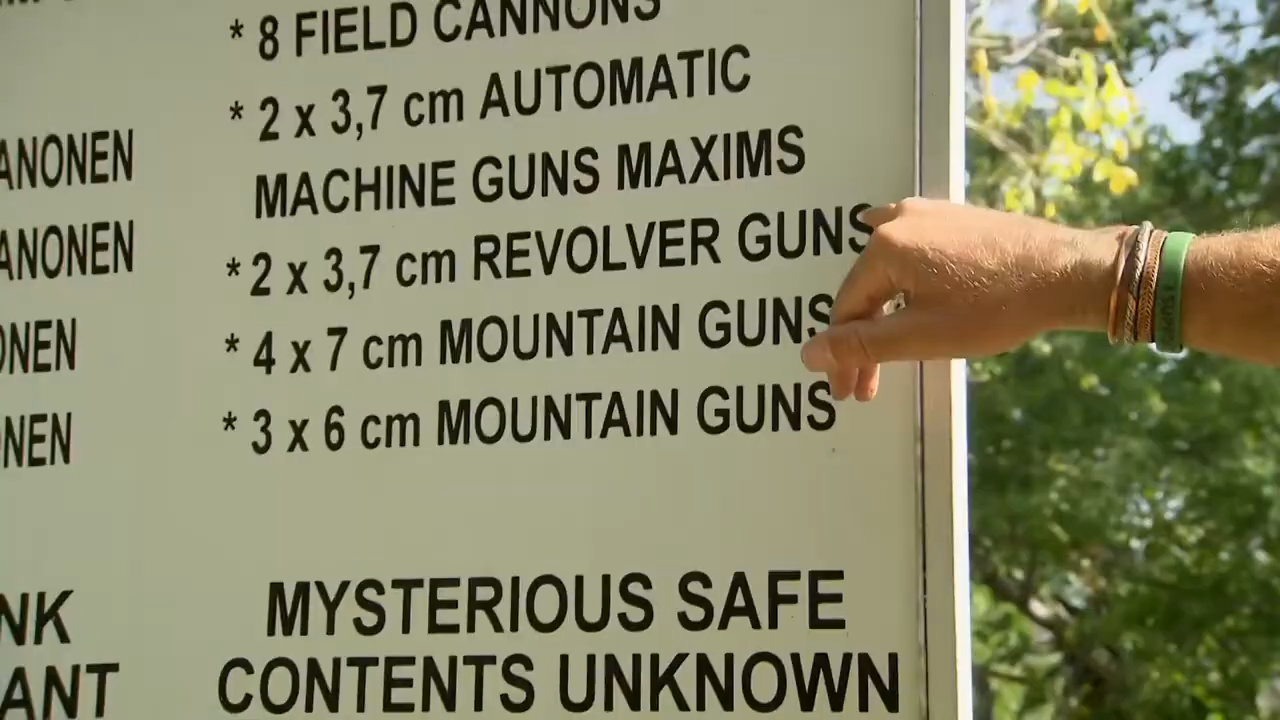 * 8 FIELD CANNONS
* 2 x 3,7 cm AUTOMATIC
MACHINE GUNS MAXIMS
* 2 x 3,7 cm REVOLVER GUNS
* 4 x 7 cm MOUNTAIN GUNS
* 3 x 6 cm MOUNTAIN GUNS
MYSTERIOUS SAFE
CONTENTS UNKNOWN
ANONEN
ANONEN
ONEN
NEN
NK
ANT